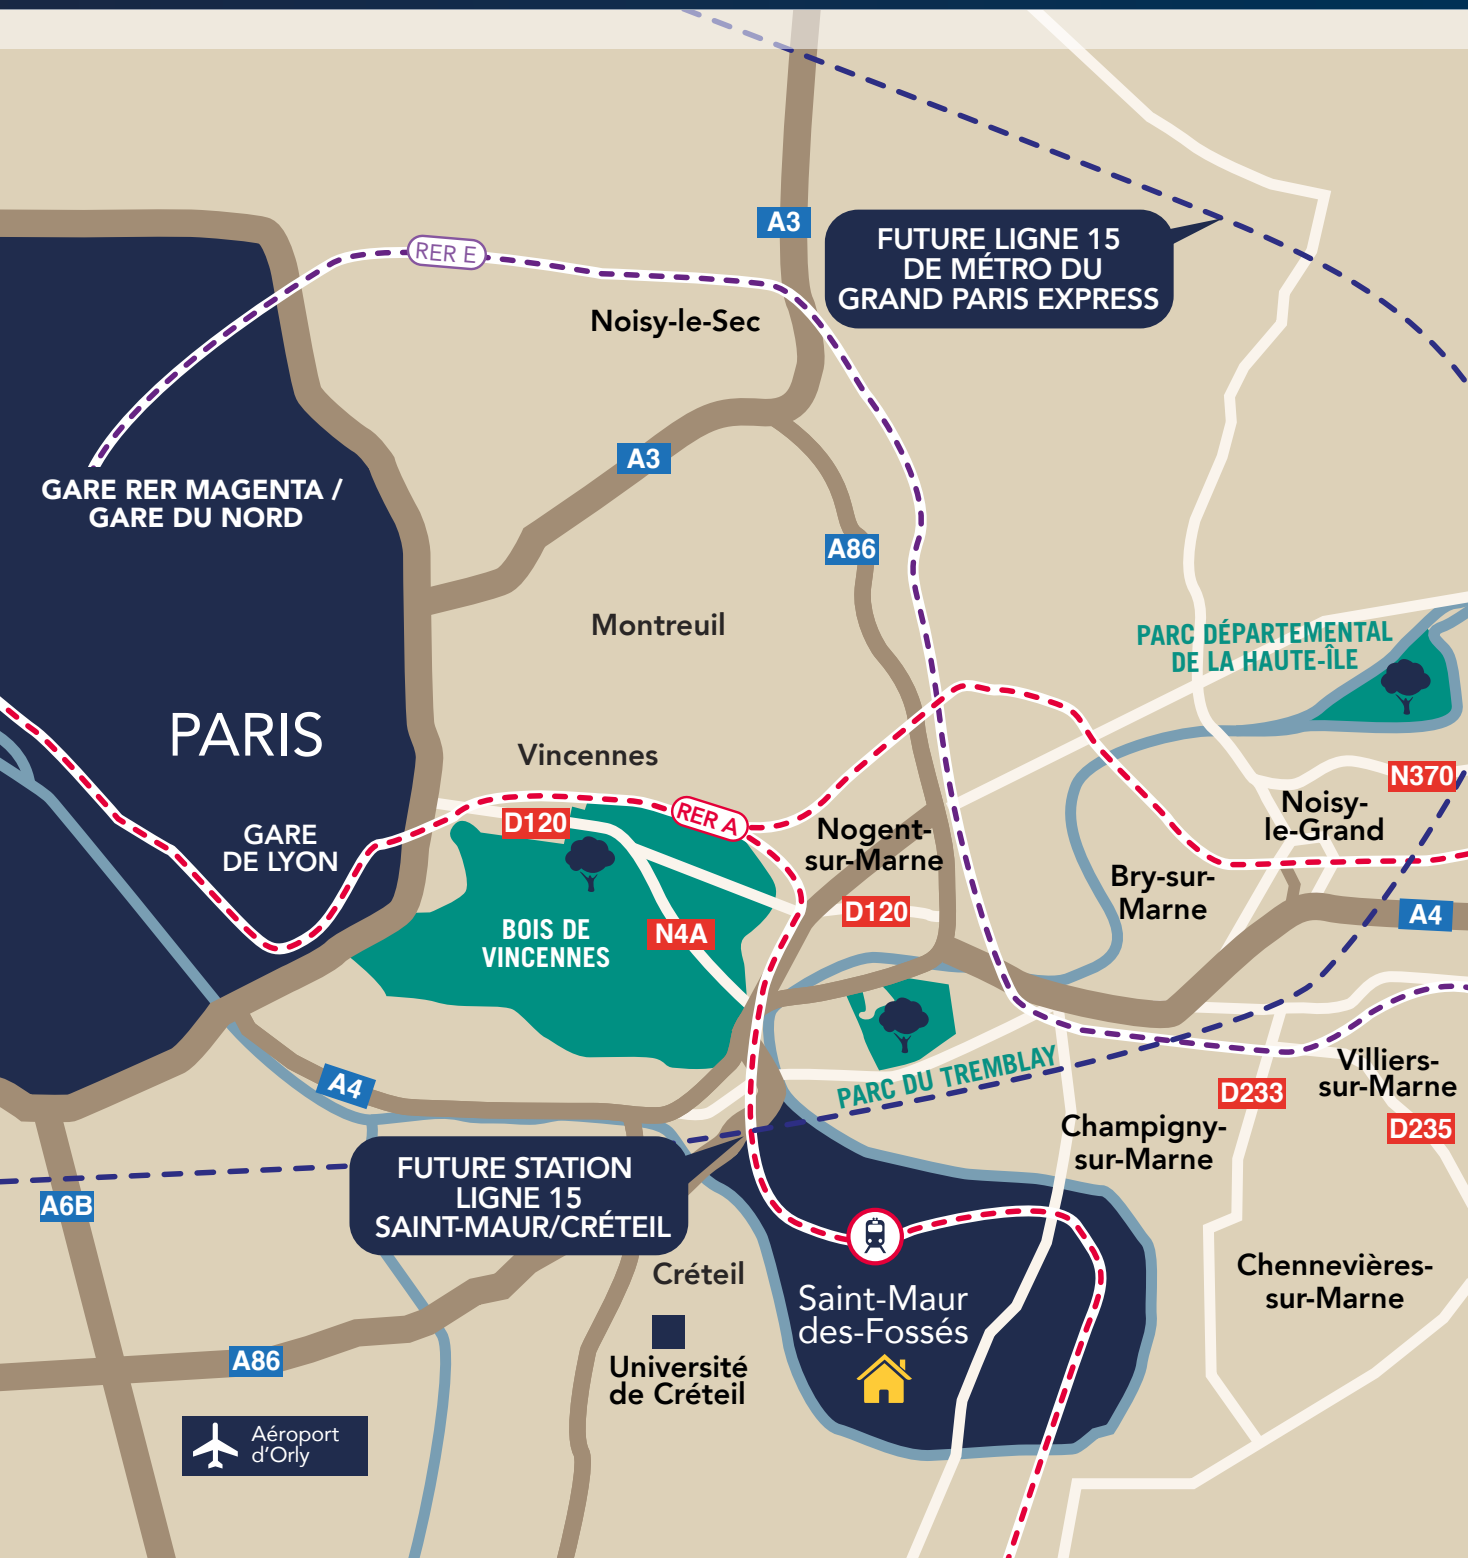 A3
FUTURE LIGNE 15
DE MÉTRO DU
GRAND PARIS EXPRESS
RER E
Noisy-le-Sec
A3
GARE RER MAGENTA /
GARE DU NORD
A86
Montreuil
PARC DÉPARTEMENTAL
DE LA HAUTE-ÎLE
PARIS
Vincennes
N370
GARE
DE LYON
D120
RER A
Nogent-
sur-Marne
Noisy-
le-Grand
Bry-sur-
Marne
D120
A4
BOIS DE
VINCENNES
N4A
PARC DU TREMBLAY
A4
Villiers-
sur-Marne
D233
D235
Champigny-
sur-Marne
FUTURE STATION
LIGNE 15
SAINT-MAUR/CRÉTEIL
A6B
Créteil
Chennevières-
sur-Marne
Saint-Maur
des-Fossés
A86
Université
de Créteil
Aéroport
d'Orly